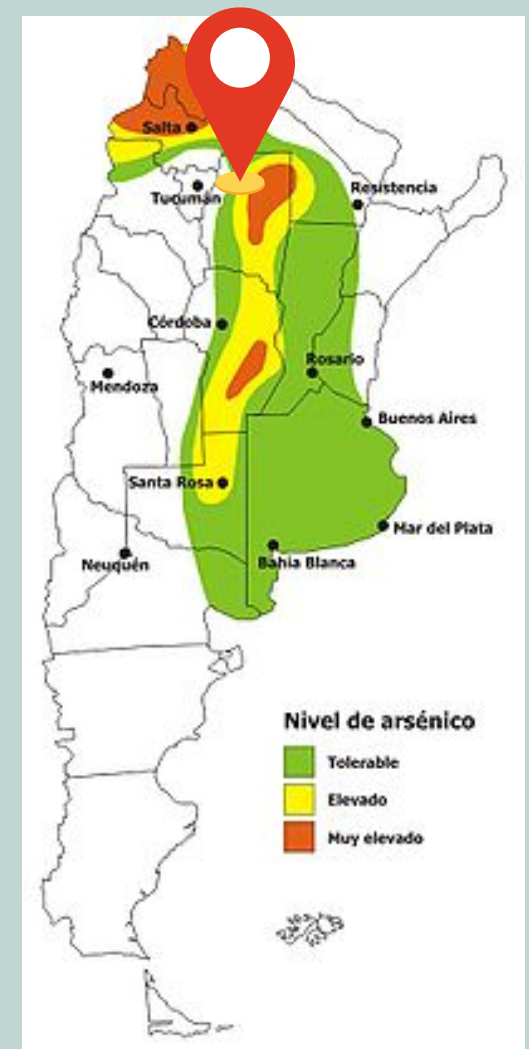 Salta
Tucumán
Resistencia
Córdoba
Rosario
Mendoza
Buenos Aires
Santa Rosa
Mar del Plata
Neuquén
Bahia Blanca
Nivel de arsénico
Tolerable
Elevado
Muy elevado